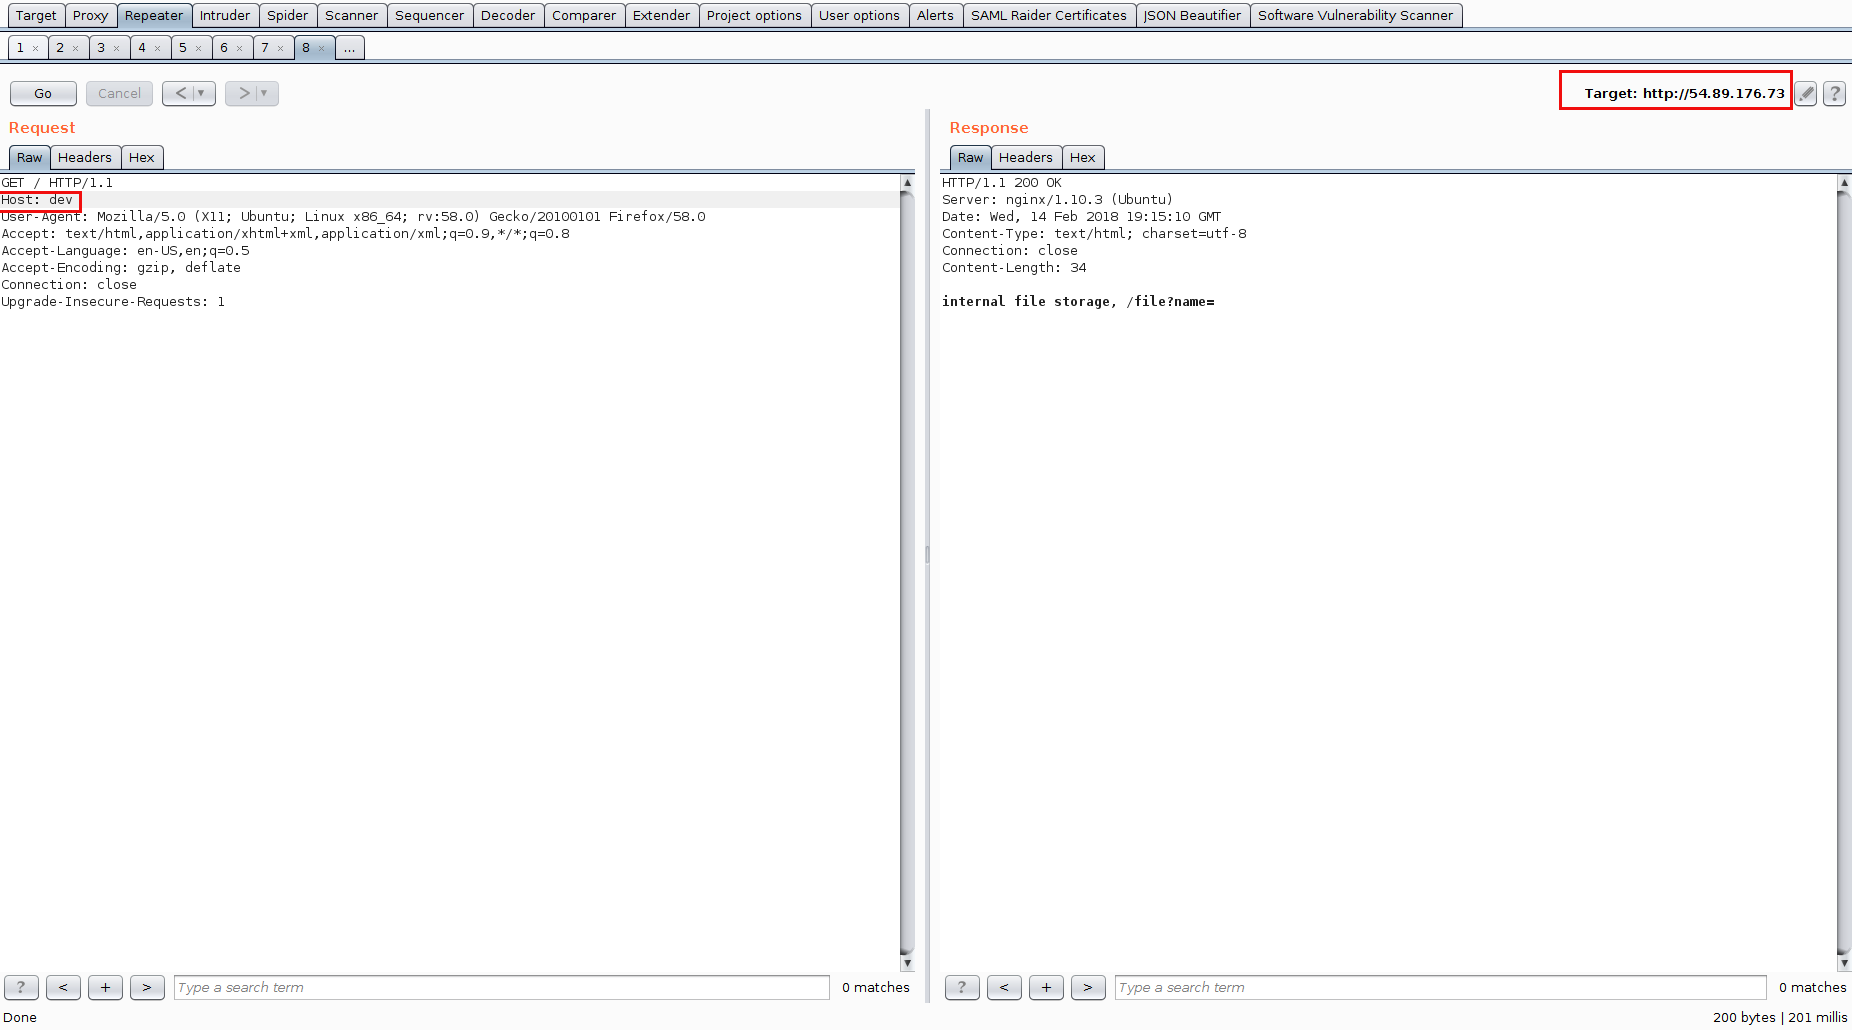 Target Proxy Repeater Intruder Spider Scanner Sequencer Decoder Comparer Extender Project options User options Alerts SAML Raider Certificates JSON Beautifier Software Vulnerability Scanner
1 × 2 × 3 × 4 × 5 × 6 × 7 × 8 × ...
Go Cancel < ▼ > ▼ Target: http://54.89.176.73 ?
Request
Raw Headers Hex
GET / HTTP/1.1
Host: dev
User-Agent: Mozilla/5.0 (X11; Ubuntu; Linux x86_64; rv:58.0) Gecko/20100101 Firefox/58.0
Accept: text/html,application/xhtml+xml,application/xml;q=0.9,*/*;q=0.8
Accept-Language: en-US,en;q=0.5
Accept-Encoding: gzip, deflate
Connection: close
Upgrade-Insecure-Requests: 1
? < + > Type a search term 0 matches
Response
Raw Headers Hex
HTTP/1.1 200 OK
Server: nginx/1.10.3 (Ubuntu)
Date: Wed, 14 Feb 2018 19:15:10 GMT
Content-Type: text/html; charset=utf-8
Connection: close
Content-Length: 34
internal file storage, /file?name=
? < + > Type a search term 0 matches
Done 200 bytes | 201 millis